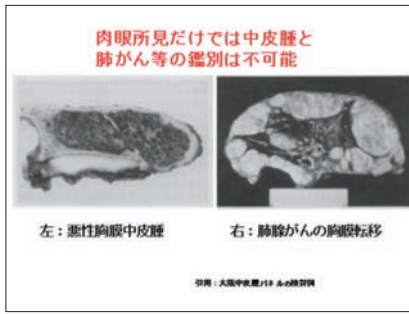 肉眼所見だけでは中皮腫と
肺がん等の鑑別は不可能
左：悪性胸膜中皮腫
右：肺腺がんの胸膜転移
引用：大阪中皮腫パネルの検討例